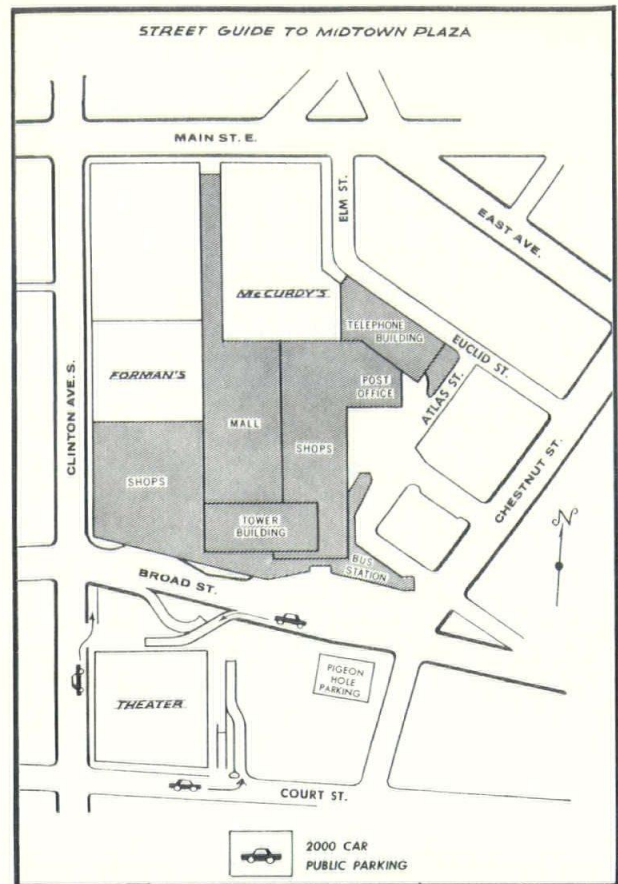 STREET GUIDE TO MIDTOWN PLAZA
MAIN ST. E.
ELM ST.
EAST AVE.
McCURDY'S
TELEPHONE
BUILDING
EUCLID ST.
FORMAN'S
POST
OFFICE
ATLAS ST.
CLINTON AVE. S.
MALL
SHOPS
SHOPS
CHESTNUT ST.
TOWER
BUILDING
N
BUS
STATION
BROAD ST.
PIGEON
HOLE
PARKING
THEATER
COURT ST.
2000 CAR
PUBLIC PARKING